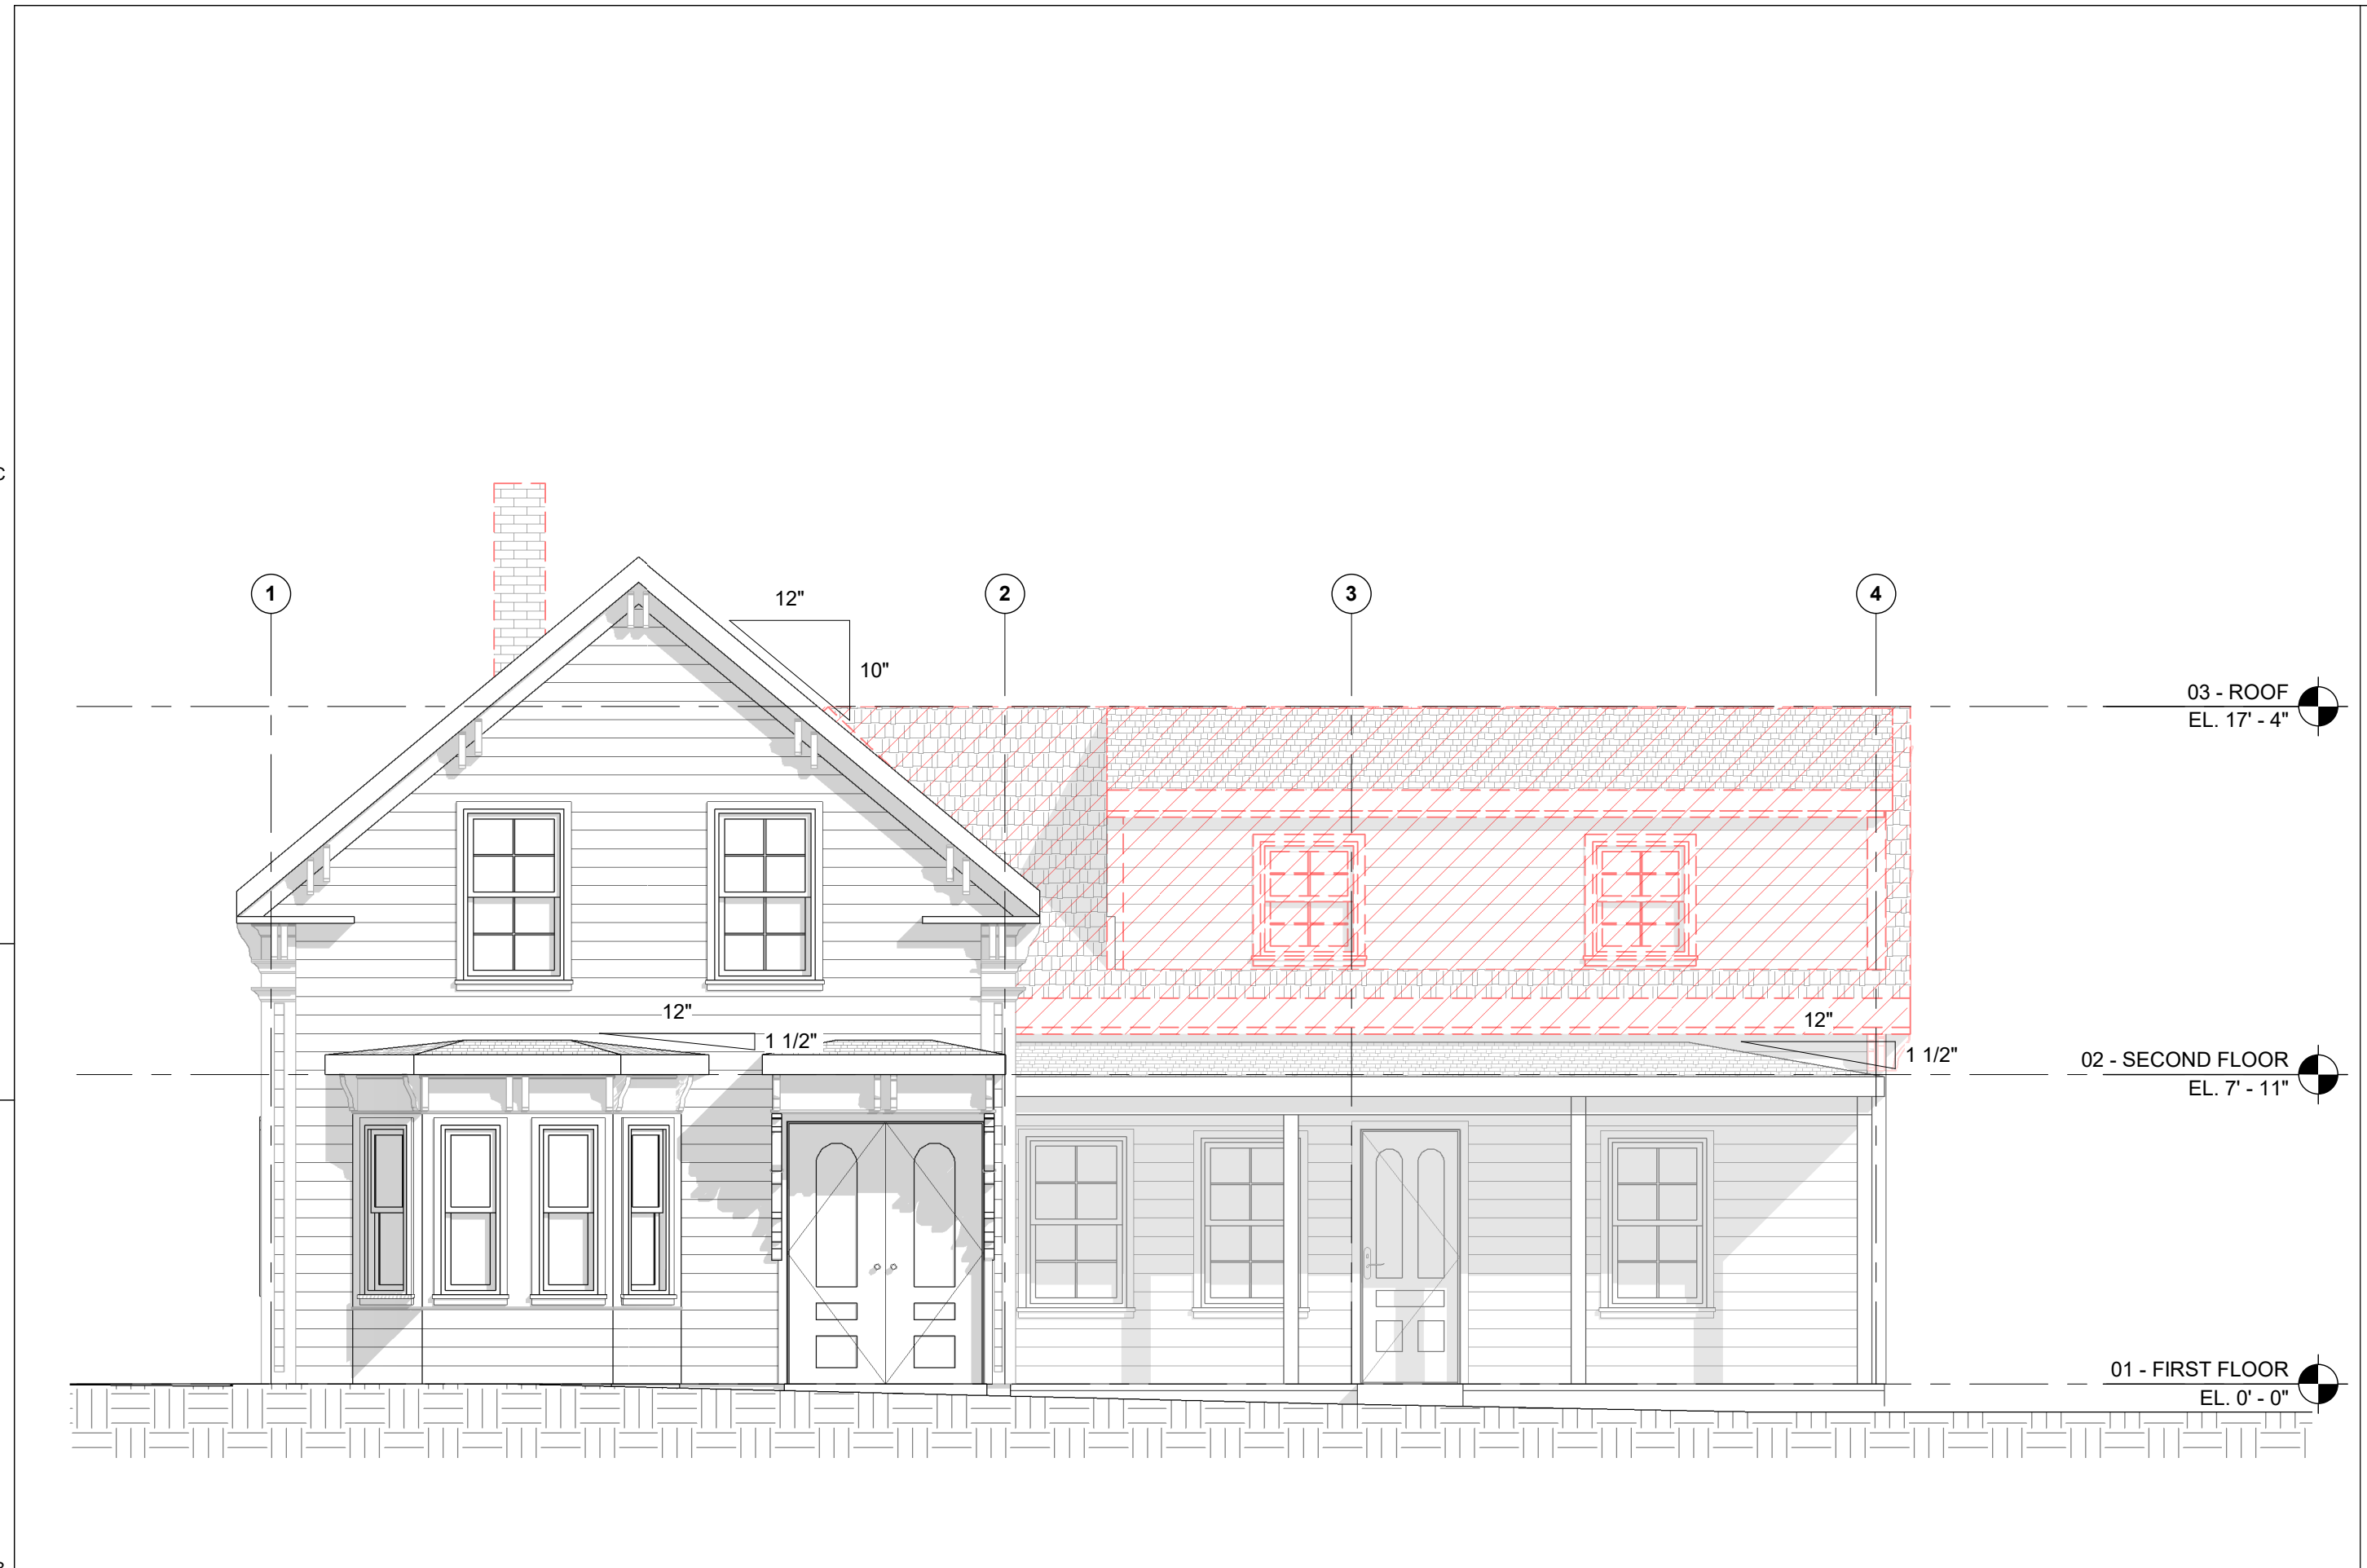 C
1
2
3
4
12"
10"
03 - ROOF
EL. 17' - 4"
12"
1 1/2"
12"
1 1/2"
02 - SECOND FLOOR
EL. 7' - 11"
01 - FIRST FLOOR
EL. 0' - 0"